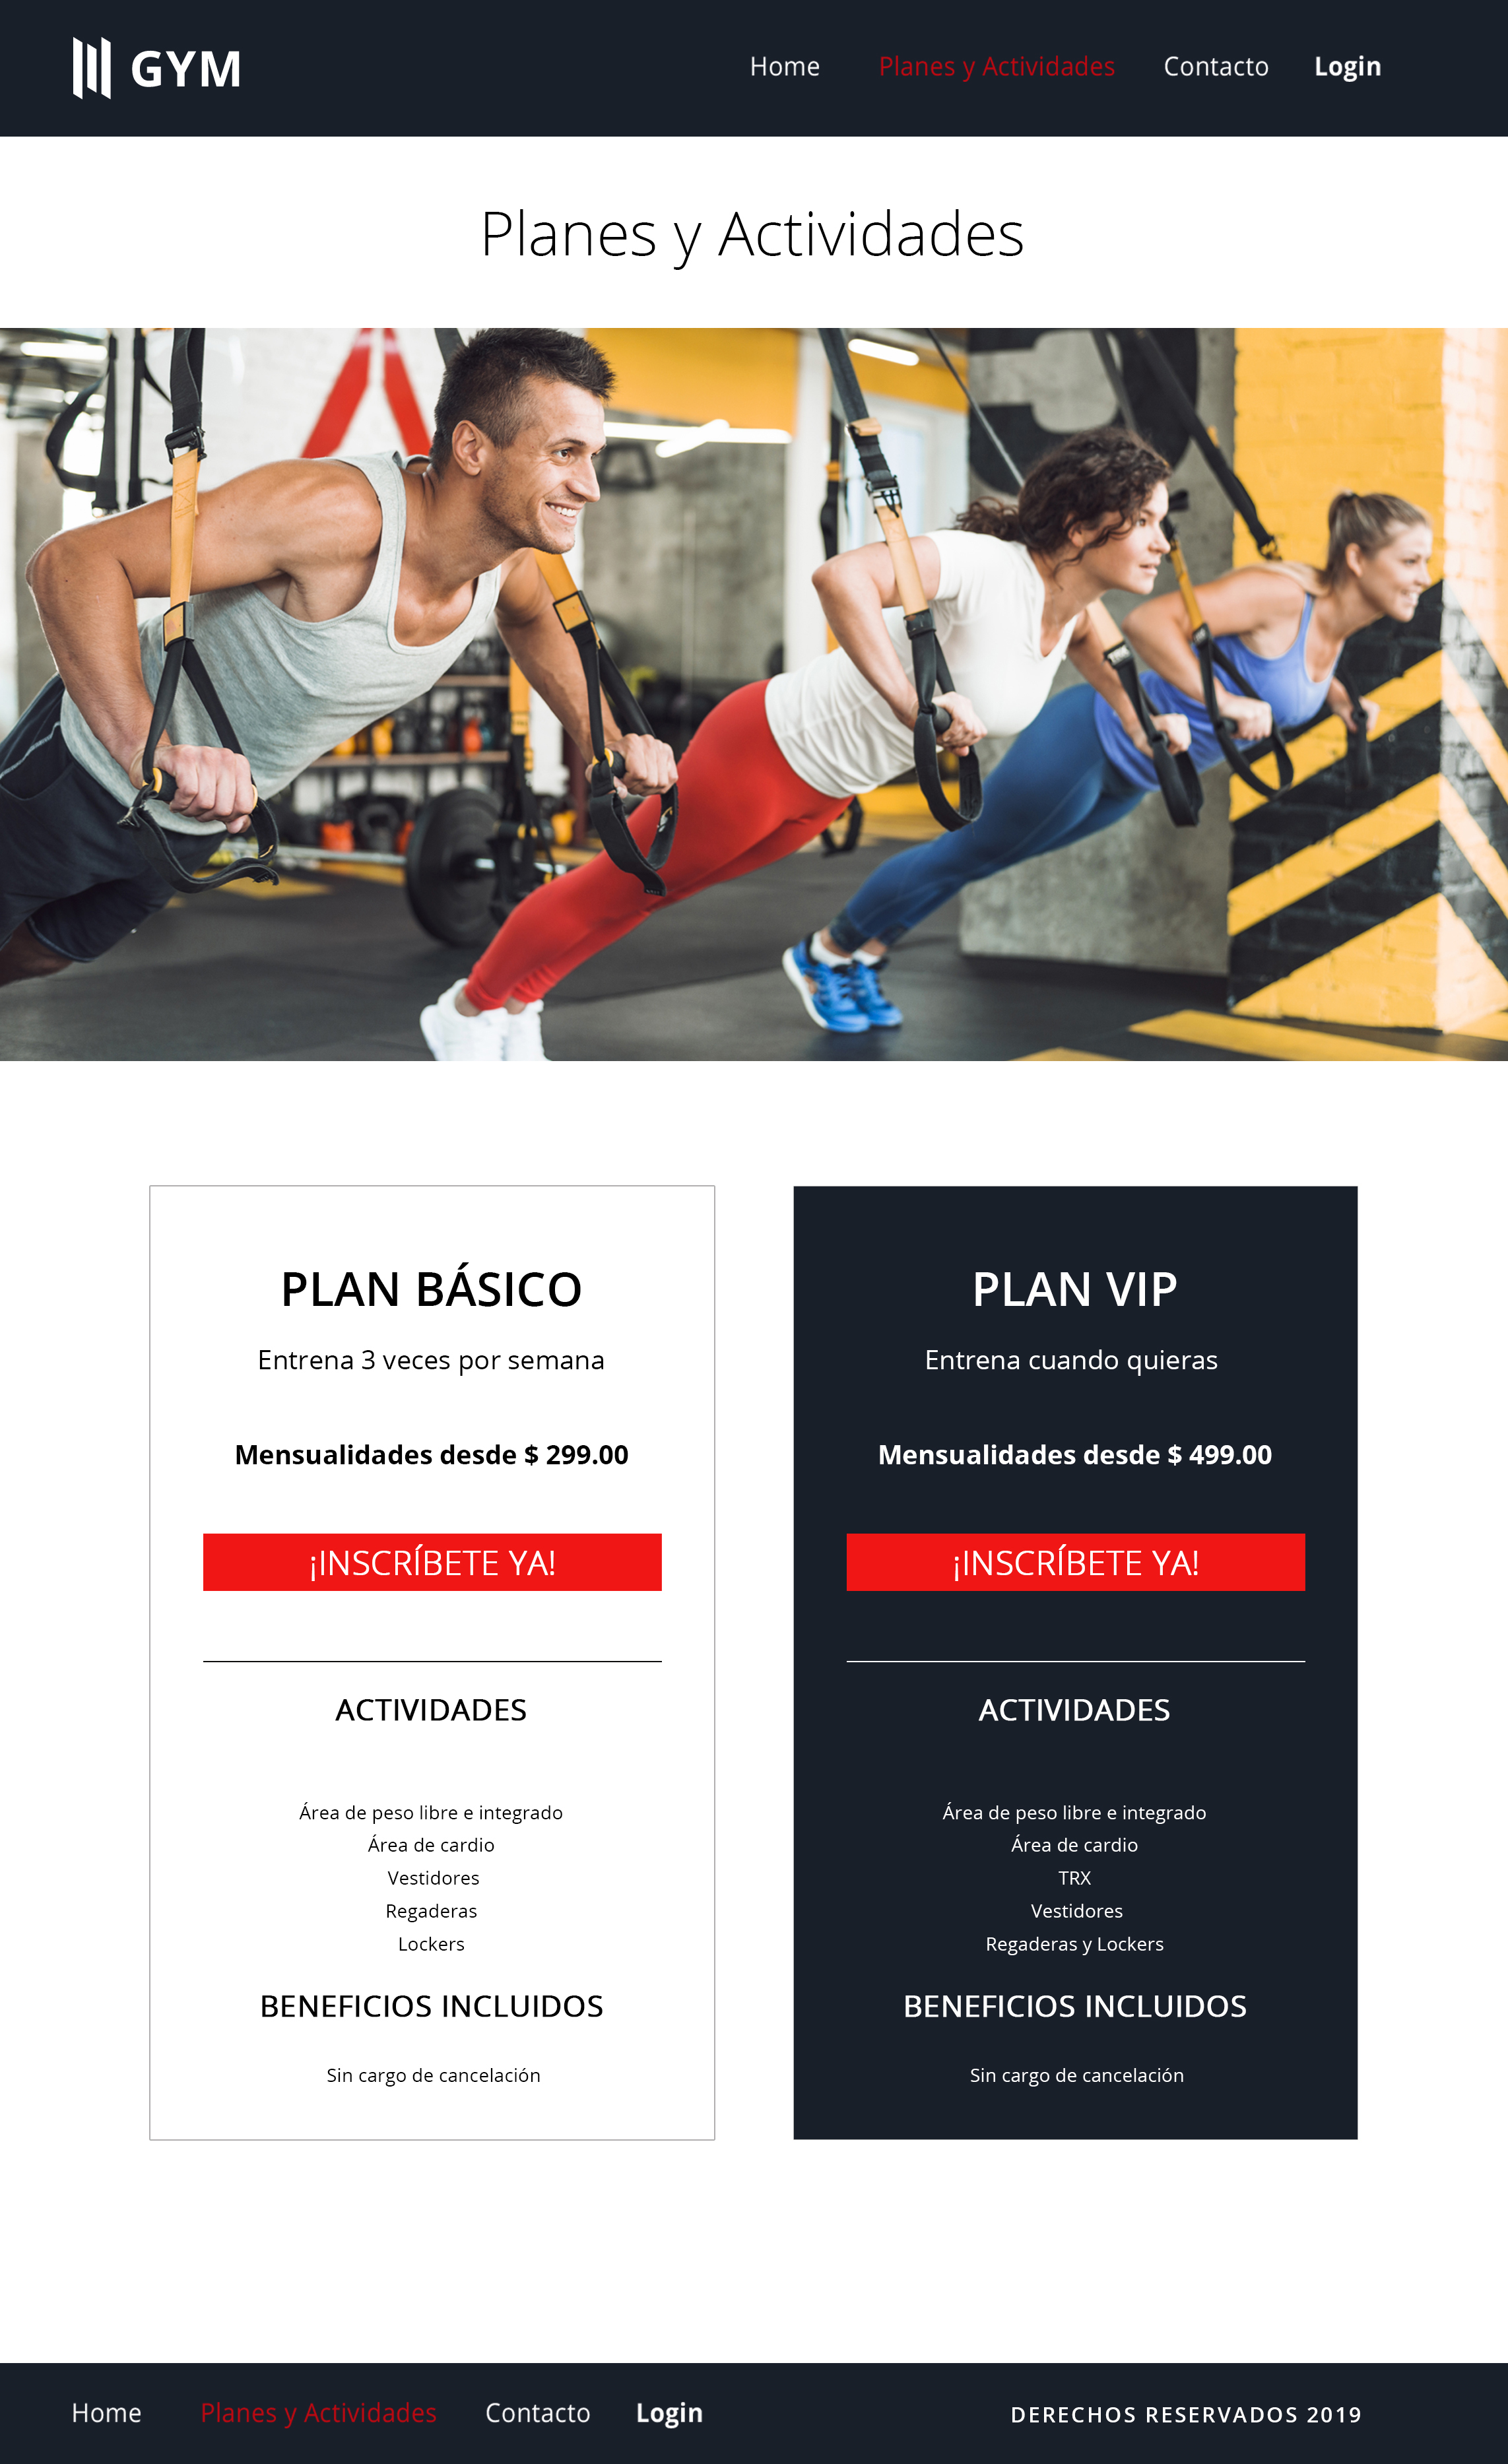 GYM
Home Planes y Actividades Contacto Login
Planes y Actividades
PLAN BÁSICO
Entrena 3 veces por semana
Mensualidades desde $ 299.00
¡INSCRÍBETE YA!
ACTIVIDADES
Área de peso libre e integrado
Área de cardio
Vestidores
Regaderas
Lockers
BENEFICIOS INCLUIDOS
Sin cargo de cancelación
PLAN VIP
Entrena cuando quieras
Mensualidades desde $ 499.00
¡INSCRÍBETE YA!
ACTIVIDADES
Área de peso libre e integrado
Área de cardio
TRX
Vestidores
Regaderas y Lockers
BENEFICIOS INCLUIDOS
Sin cargo de cancelación
Home Planes y Actividades Contacto Login
DERECHOS RESERVADOS 2019